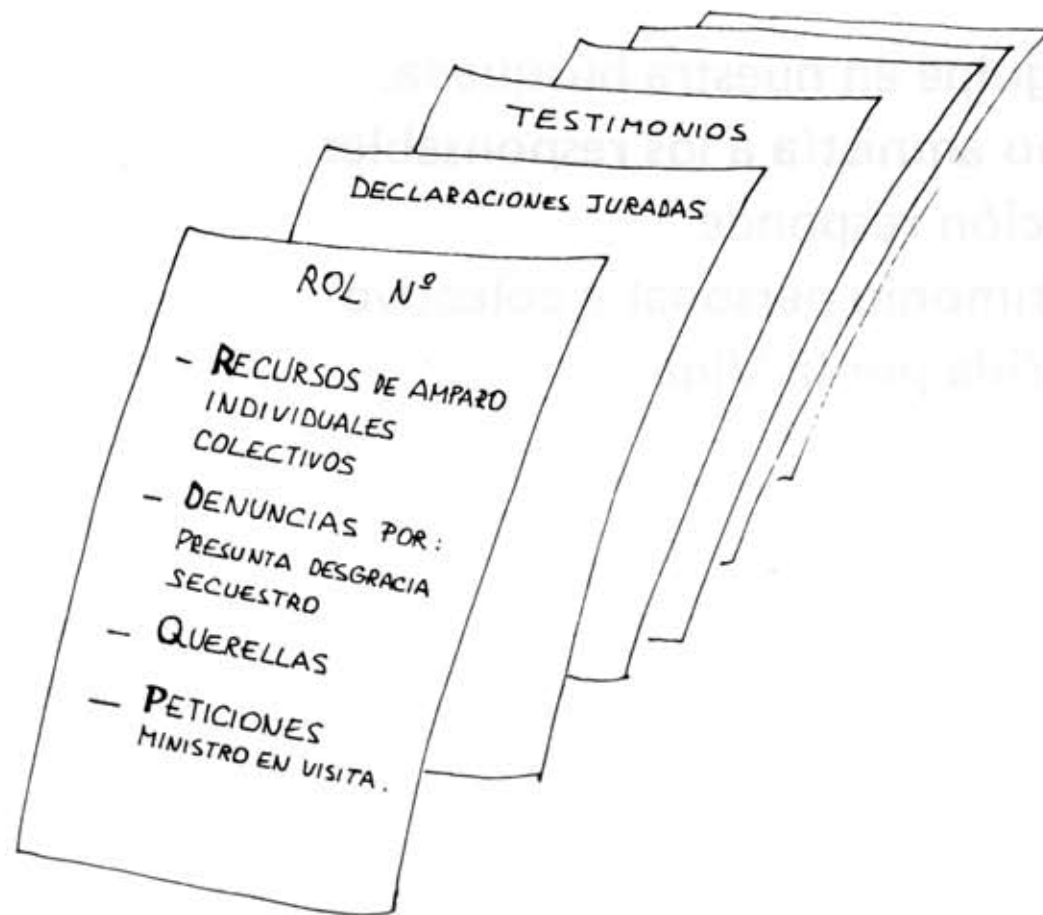 TESTIMONIOS
DECLARACIONES JURADAS
ROL Nº
- RECURSOS DE AMPARO
INDIVIDUALES
COLECTIVOS
- DENUNCIAS POR:
PRESUNTA DESGRACIA
SECUESTRO
- QUERELLAS
- PETICIONES
MINISTRO EN VISITA.